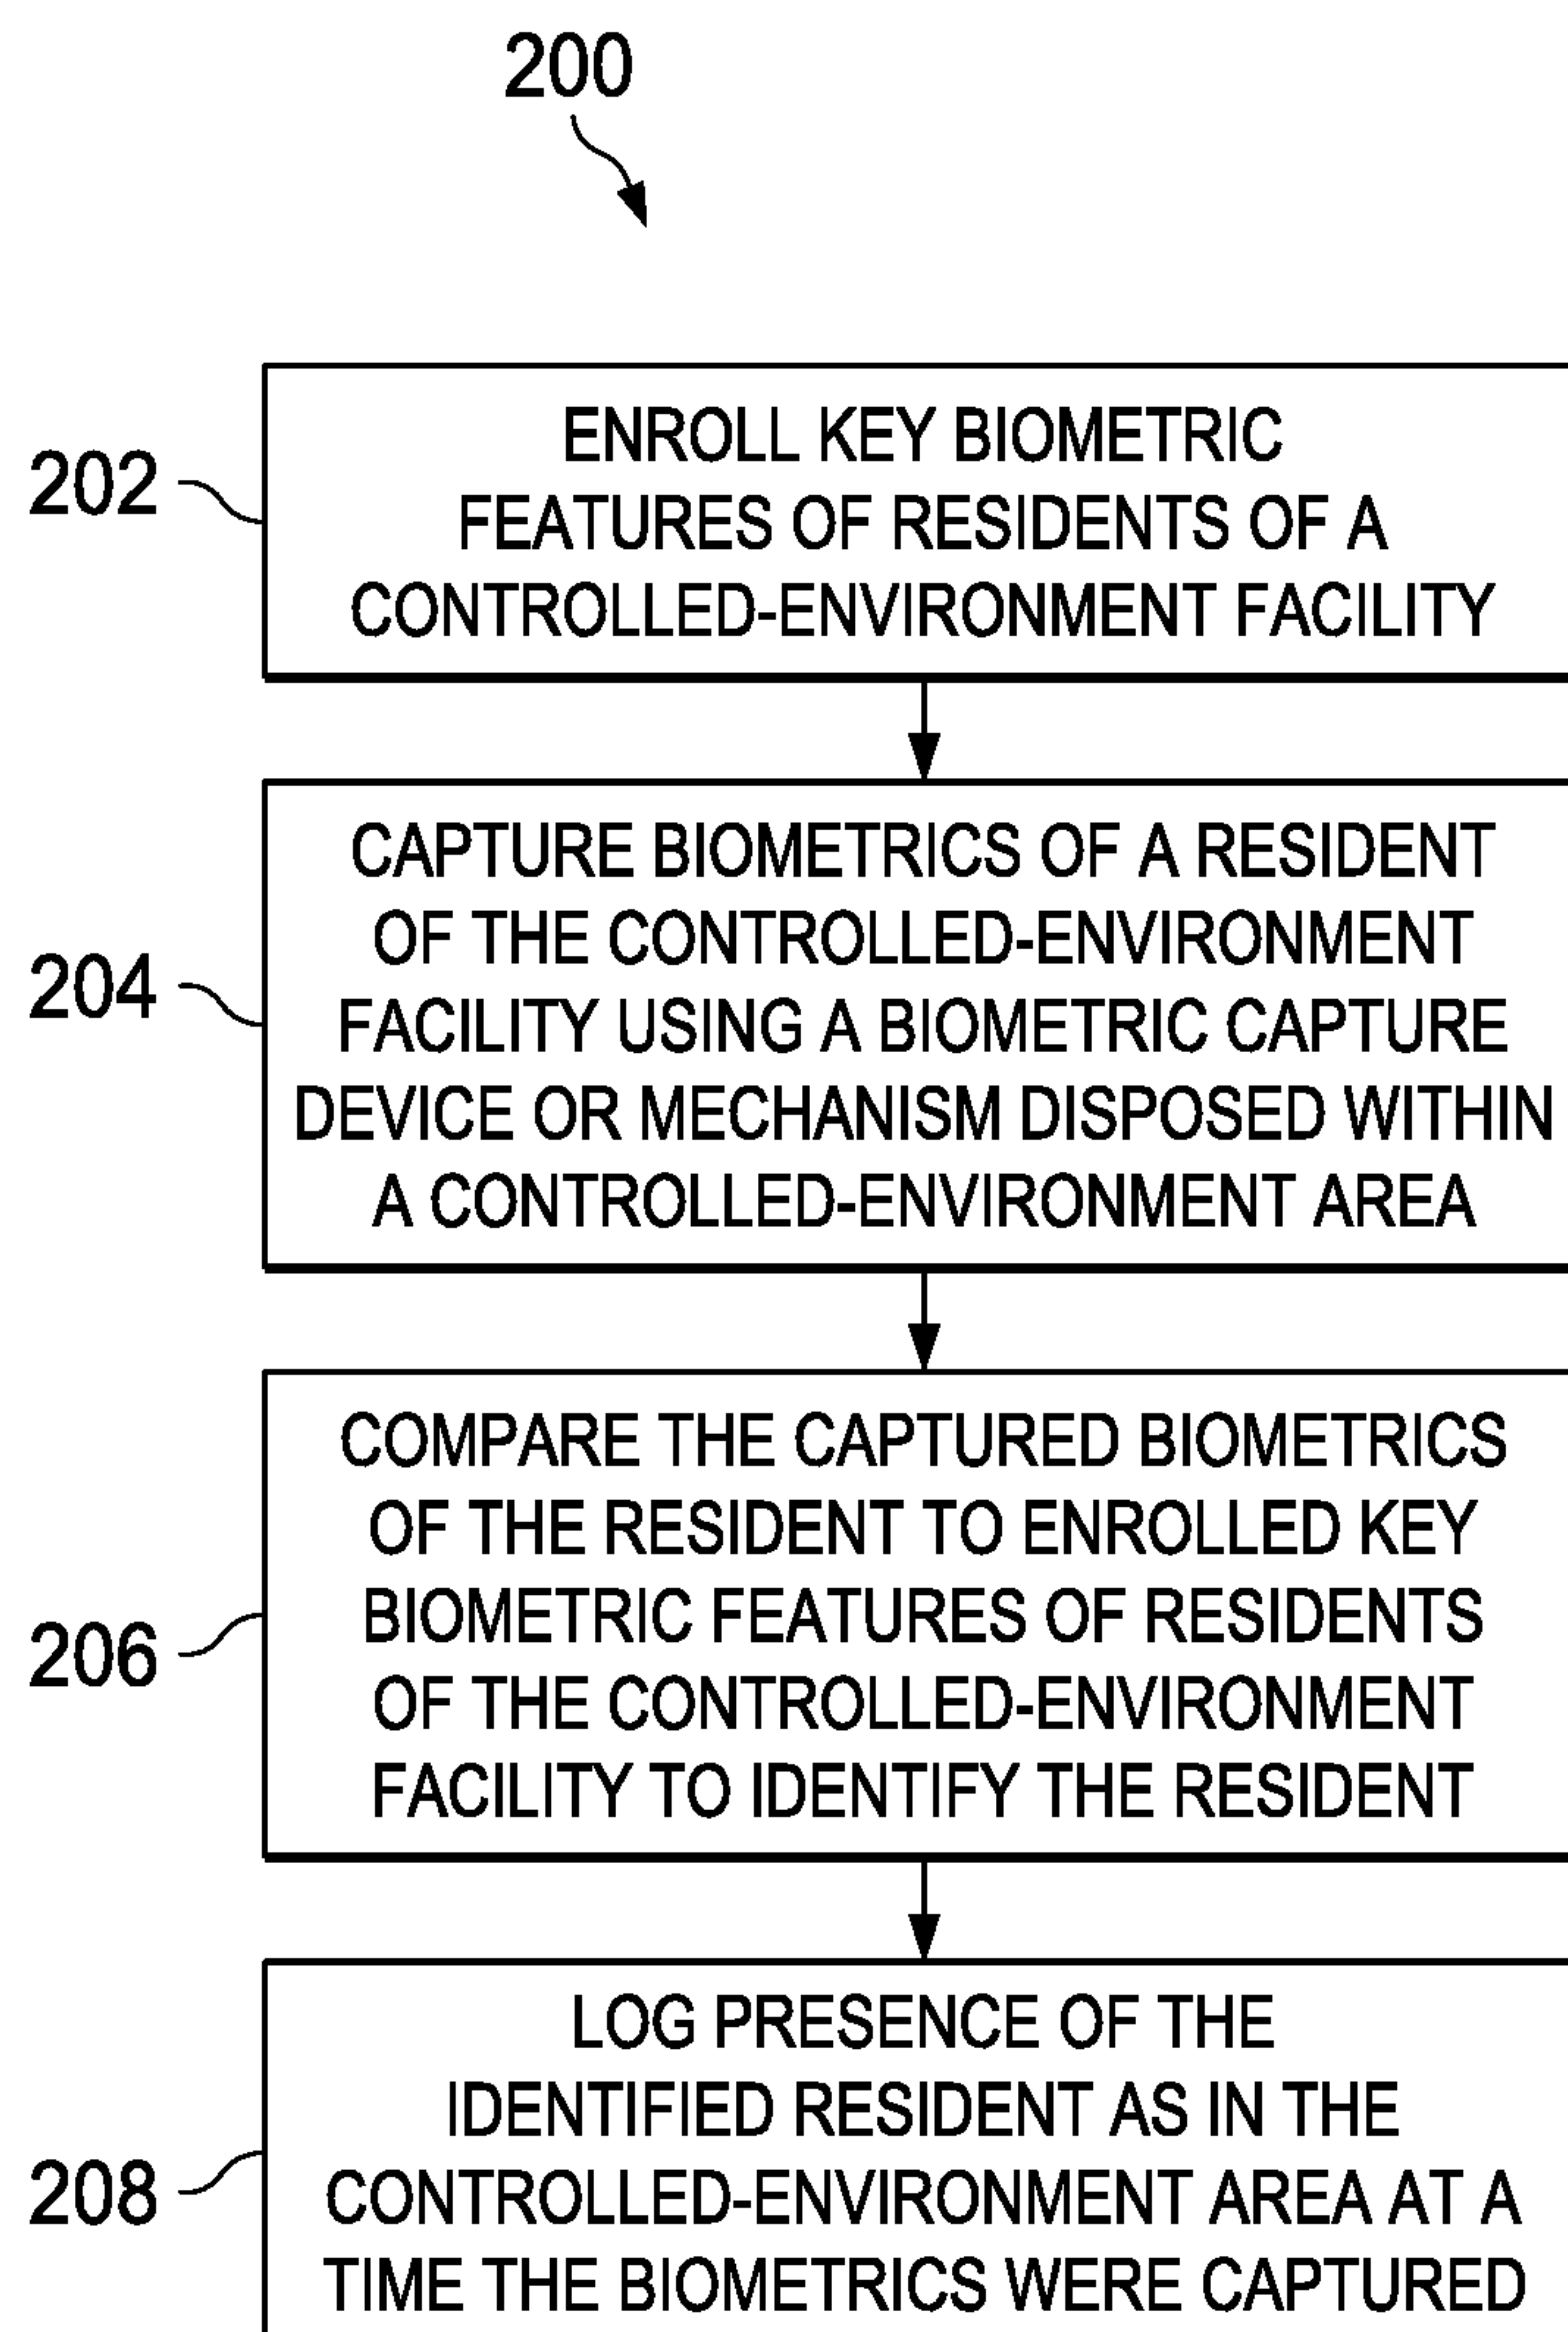 200
202
ENROLL KEY BIOMETRIC
FEATURES OF RESIDENTS OF A
CONTROLLED-ENVIRONMENT FACILITY
204
CAPTURE BIOMETRICS OF A RESIDENT
OF THE CONTROLLED-ENVIRONMENT
FACILITY USING A BIOMETRIC CAPTURE
DEVICE OR MECHANISM DISPOSED WITHIN
A CONTROLLED-ENVIRONMENT AREA
206
COMPARE THE CAPTURED BIOMETRICS
OF THE RESIDENT TO ENROLLED KEY
BIOMETRIC FEATURES OF RESIDENTS
OF THE CONTROLLED-ENVIRONMENT
FACILITY TO IDENTIFY THE RESIDENT
208
LOG PRESENCE OF THE
IDENTIFIED RESIDENT AS IN THE
CONTROLLED-ENVIRONMENT AREA AT A
TIME THE BIOMETRICS WERE CAPTURED